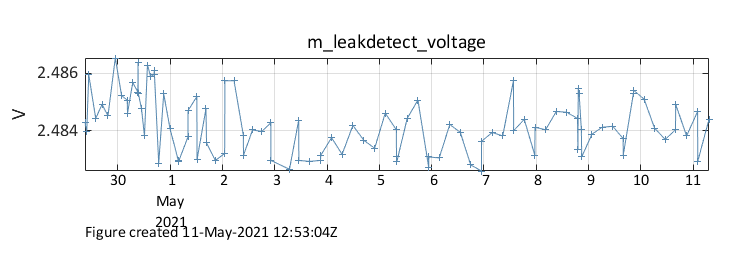 m_leakdetect_voltage
2.486
2.484
V
30 1 2 3 4 5 6 7 8 9 10 11
May
2021
Figure created 11-May-2021 12:53:04Z